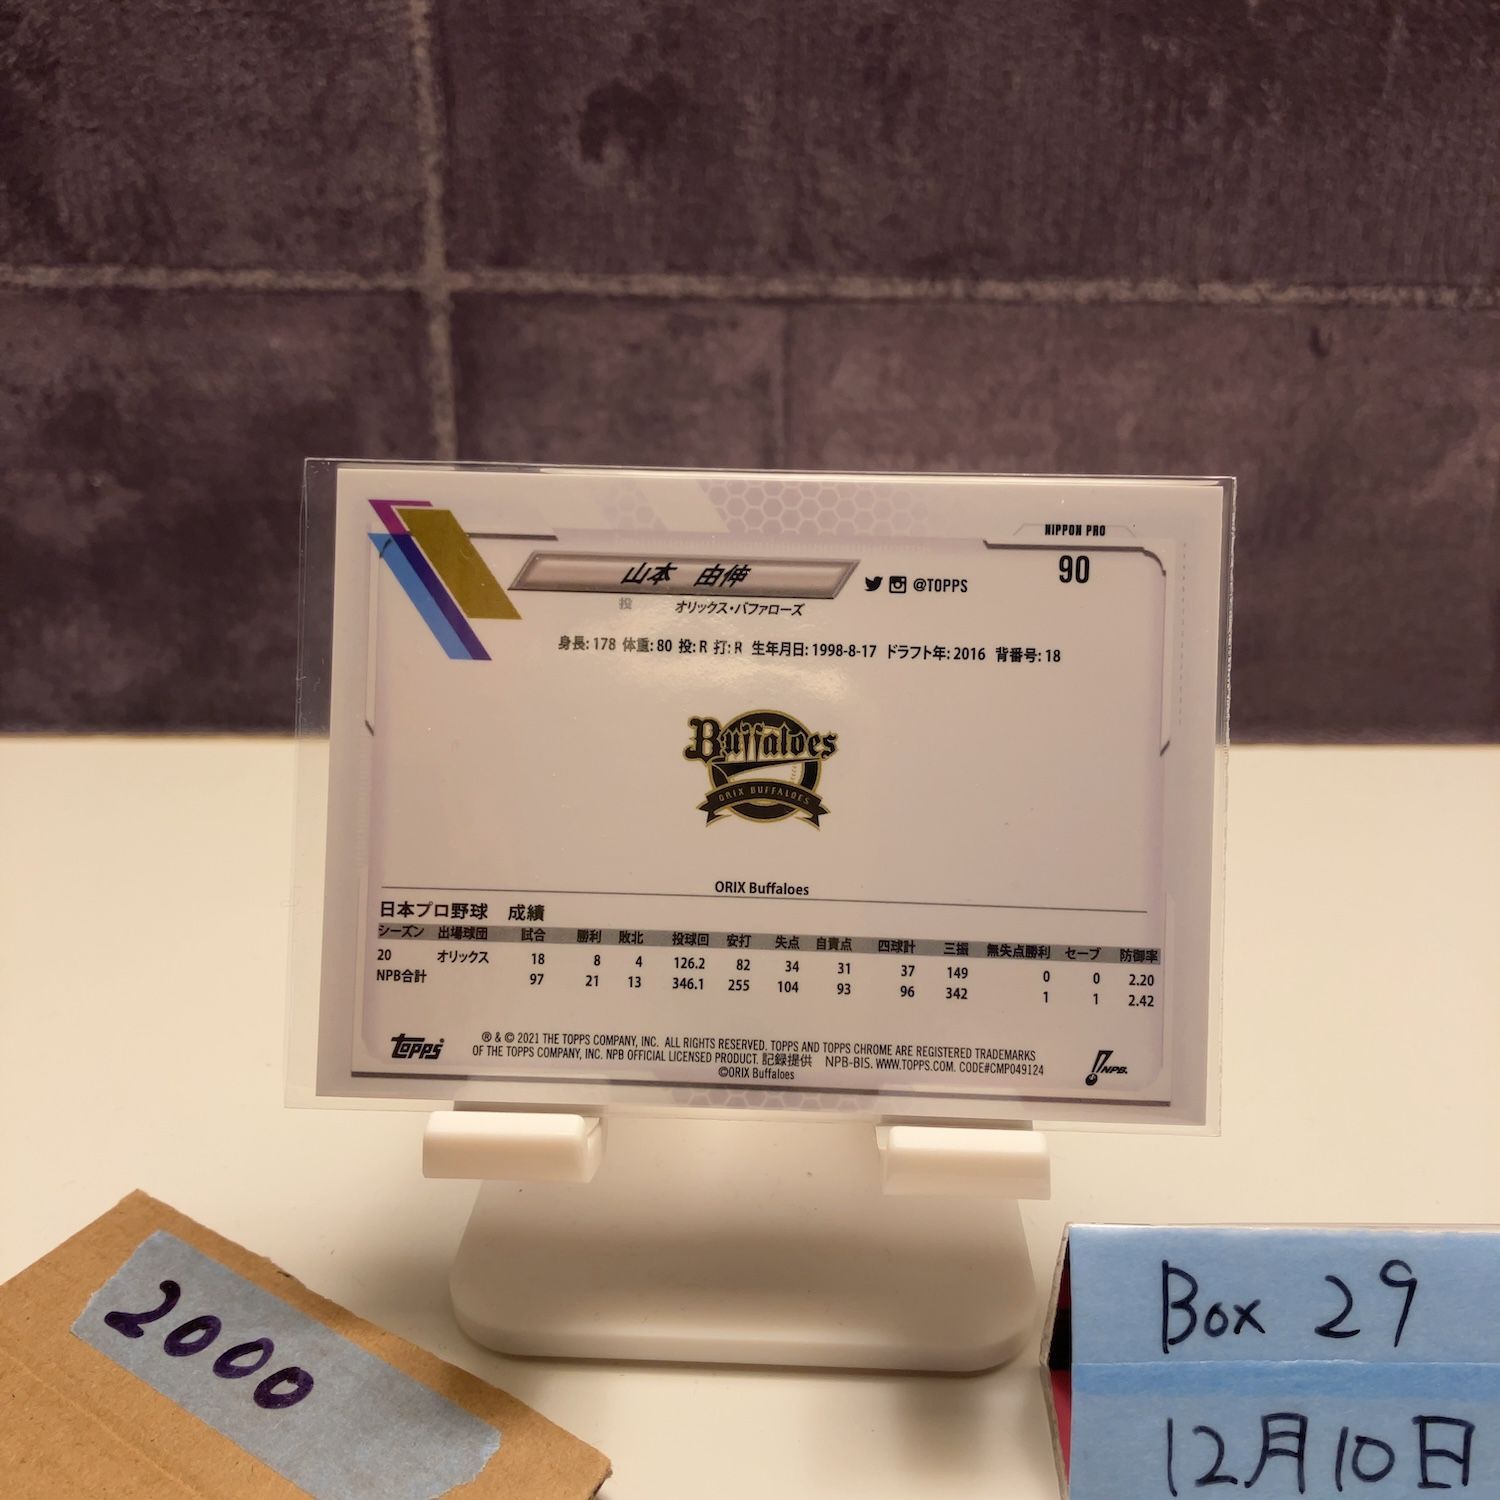 NIPPON PRO
90
山本 由伸
@TOPPS
投 オリックス・バファローズ
身長: 178 体重: 80 投: R 打: R 生年月日: 1998-8-17 ドラフト年: 2016 背番号: 18
Buffaloes
ORIX BUFFALOES
ORIX Buffaloes
日本プロ野球 成績
シーズン 出場球団 試合 勝利 敗北 投球回 安打 失点 自責点 四球計 三振 無失点勝利 セーブ 防御率
20 オリックス 18 8 4 126.2 82 34 31 37 149 0 0 2.20
NPB合計 97 21 13 346.1 255 104 93 96 342 1 1 2.42
topps
® & © 2021 THE TOPPS COMPANY, INC. ALL RIGHTS RESERVED. TOPPS AND TOPPS CHROME ARE REGISTERED TRADEMARKS
OF THE TOPPS COMPANY, INC. NPB OFFICIAL LICENSED PRODUCT. 記録提供 NPB-BIS. WWW.TOPPS.COM. CODE#CMP049124
©ORIX Buffaloes
NPB.
2000
Box 29
12月10日